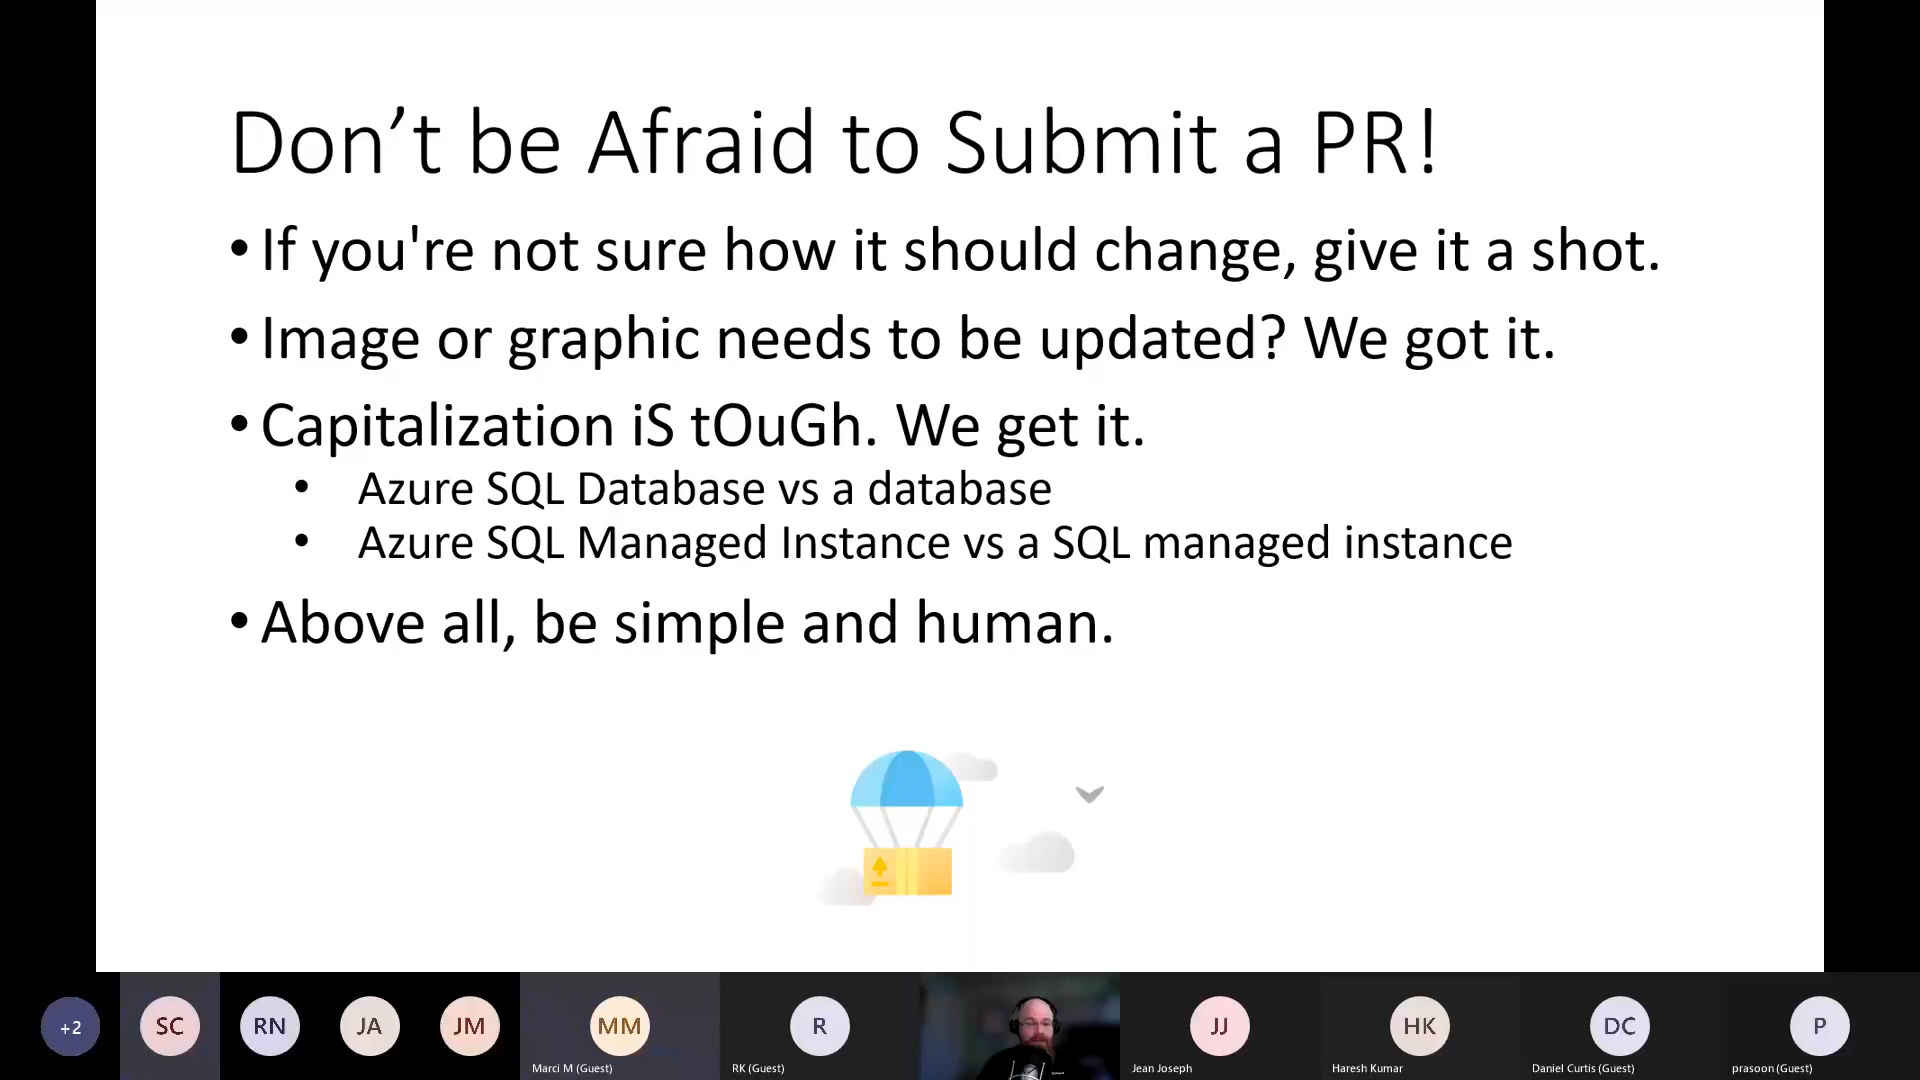 Don’t be Afraid to Submit a PR!
• If you're not sure how it should change, give it a shot.
• Image or graphic needs to be updated? We got it.
• Capitalization iS tOuGh. We get it.
• Azure SQL Database vs a database
• Azure SQL Managed Instance vs a SQL managed instance
• Above all, be simple and human.
+2
SC
RN
JA
JM
MM
R
JJ
HK
DC
P
Marci M (Guest)
RK (Guest)
Jean Joseph
Haresh Kumar
Daniel Curtis (Guest)
prasoon (Guest)